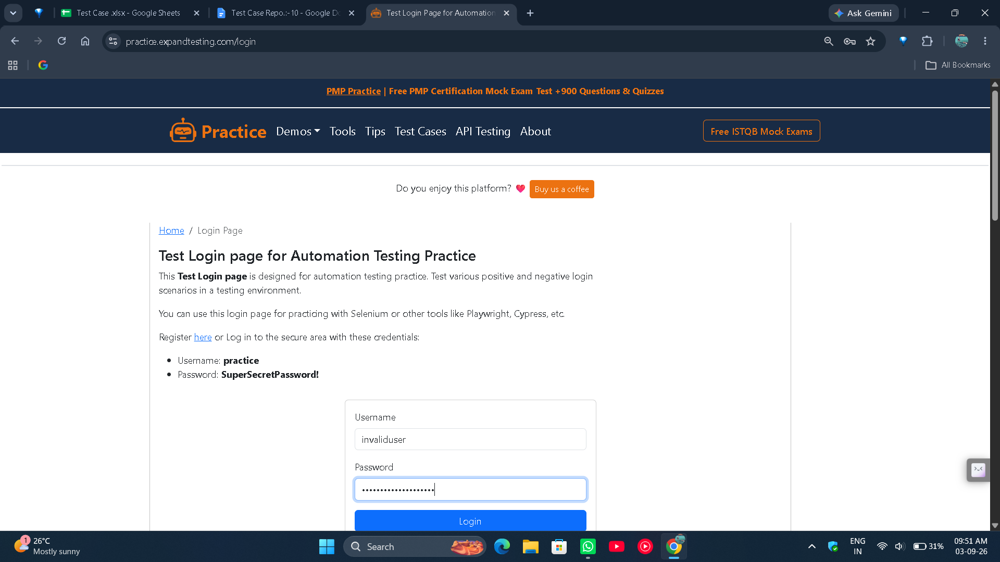 Test Case .xlsx - Google Sheets
Test Case Repo.:-10 - Google Do
Test Login Page for Automation
Ask Gemini
practice.expandtesting.com/login
All Bookmarks
PMP Practice | Free PMP Certification Mock Exam Test +900 Questions & Quizzes
Practice Demos Tools Tips Test Cases API Testing About Free ISTQB Mock Exams
Do you enjoy this platform? Buy us a coffee
Home / Login Page
Test Login page for Automation Testing Practice
This Test Login page is designed for automation testing practice. Test various positive and negative login
scenarios in a testing environment.
You can use this login page for practicing with Selenium or other tools like Playwright, Cypress, etc.
Register here or Log in to the secure area with these credentials:
Username: practice
Password: SuperSecretPassword!
Username
invaliduser
Password
••••••••••••••••••••
Login
1
26°C
Mostly sunny
Search
ENG
IN
31%
09:51 AM
03-09-26